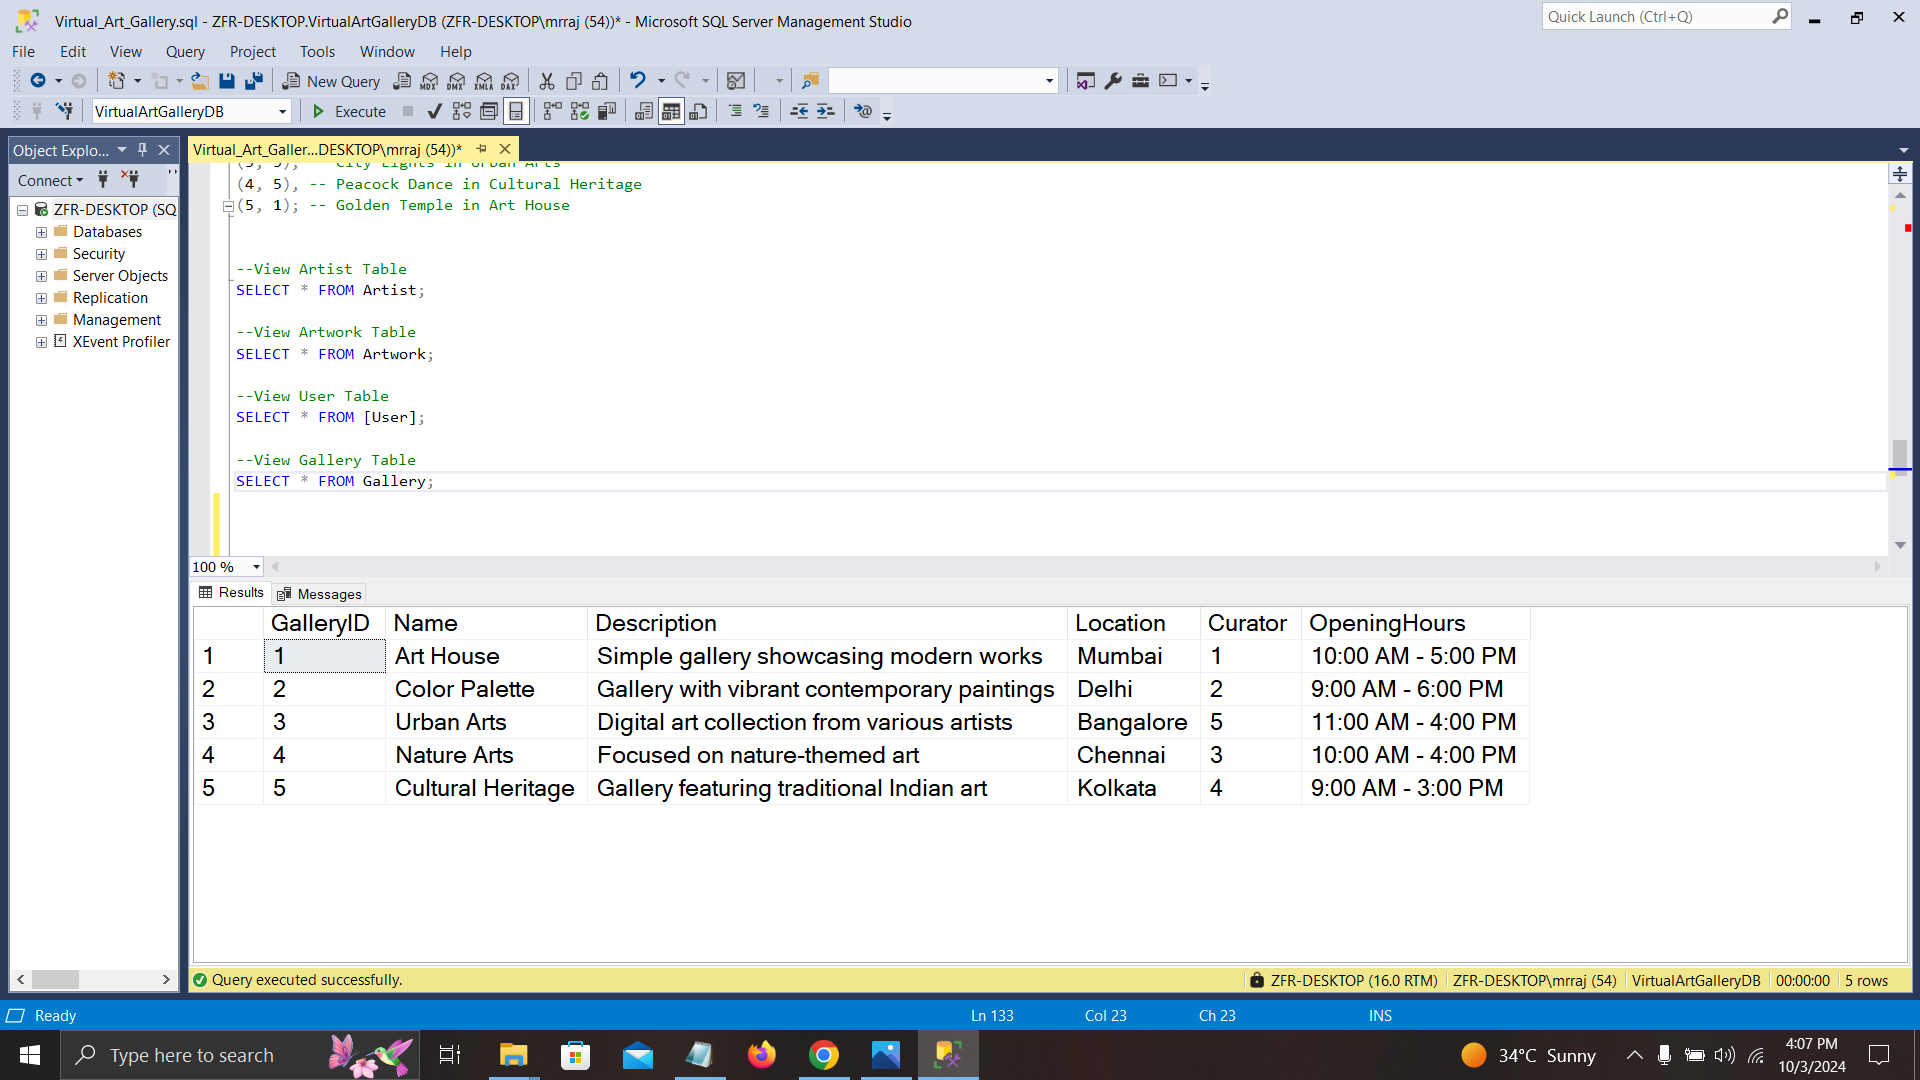 Virtual_Art_Gallery.sql - ZFR-DESKTOP.VirtualArtGalleryDB (ZFR-DESKTOP\mrraj (54))* - Microsoft SQL Server Management Studio
Quick Launch (Ctrl+Q)
File Edit View Query Project Tools Window Help
New Query MDX DMX XMLA DAX
VirtualArtGalleryDB Execute
Object Explo... Virtual_Art_Galler...DESKTOP\mrraj (54))*
Connect
ZFR-DESKTOP (SQ
Databases
Security
Server Objects
Replication
Management
XEvent Profiler
City Lights in Urban Arts
(4, 5), -- Peacock Dance in Cultural Heritage
(5, 1); -- Golden Temple in Art House
--View Artist Table
SELECT * FROM Artist;
--View Artwork Table
SELECT * FROM Artwork;
--View User Table
SELECT * FROM [User];
--View Gallery Table
SELECT * FROM Gallery;
100 %
Results Messages
GalleryID Name Description Location Curator OpeningHours
1 1 Art House Simple gallery showcasing modern works Mumbai 1 10:00 AM - 5:00 PM
2 2 Color Palette Gallery with vibrant contemporary paintings Delhi 2 9:00 AM - 6:00 PM
3 3 Urban Arts Digital art collection from various artists Bangalore 5 11:00 AM - 4:00 PM
4 4 Nature Arts Focused on nature-themed art Chennai 3 10:00 AM - 4:00 PM
5 5 Cultural Heritage Gallery featuring traditional Indian art Kolkata 4 9:00 AM - 3:00 PM
Query executed successfully. ZFR-DESKTOP (16.0 RTM) ZFR-DESKTOP\mrraj (54) VirtualArtGalleryDB 00:00:00 5 rows
Ready Ln 133 Col 23 Ch 23 INS
Type here to search 34°C Sunny 4:07 PM
10/3/2024